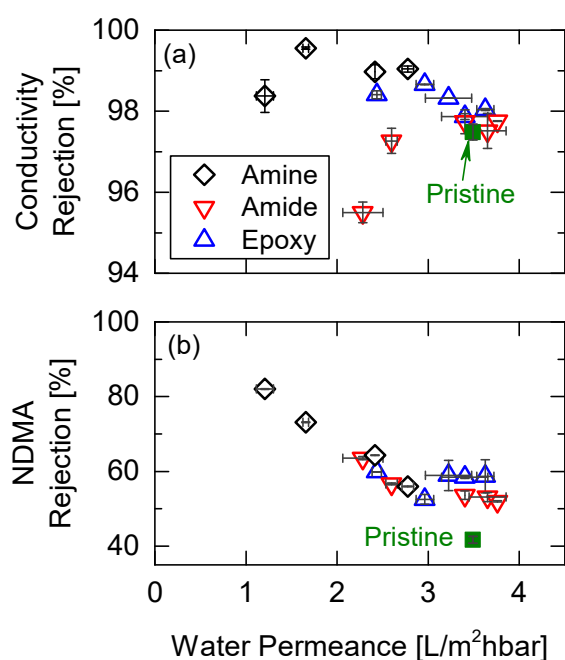 100
(a)
98
96
94
Conductivity
Rejection [%]
Amine
Amide
Epoxy
Pristine
100
(b)
80
60
40
NDMA
Rejection [%]
Pristine
0 1 2 3 4
Water Permeance [L/m²hbar]